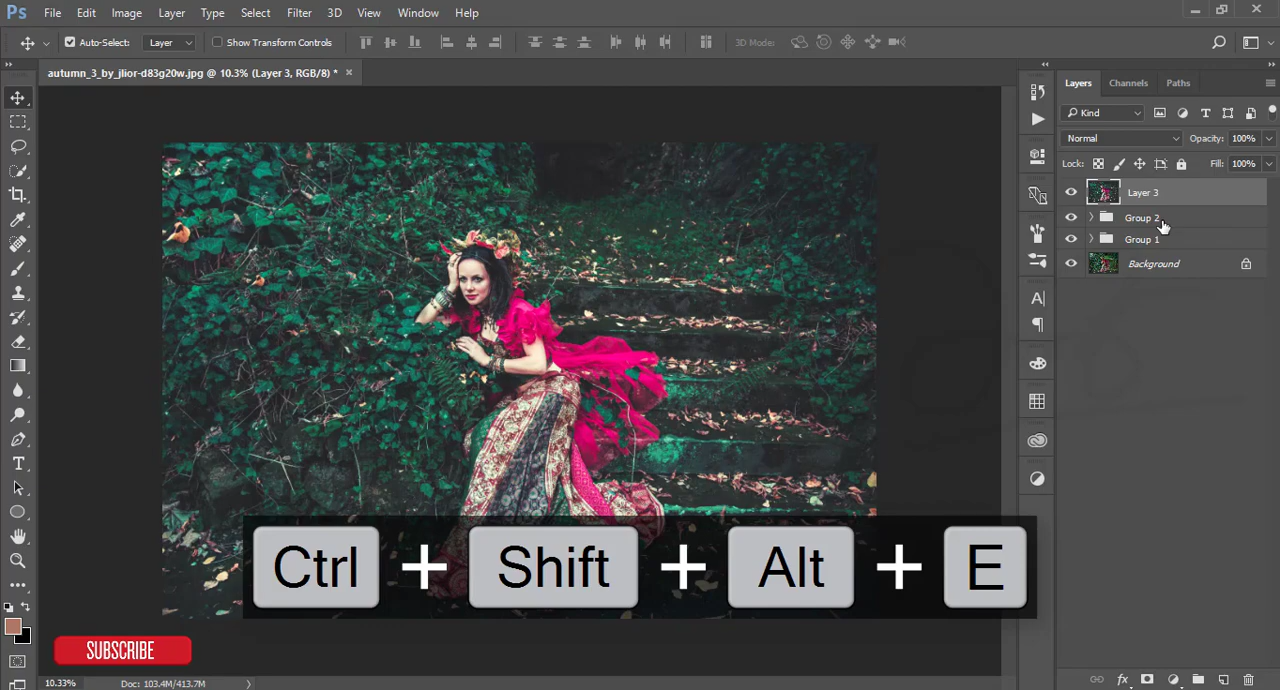 Ps File Edit Image Layer Type Select Filter 3D View Window Help
Auto-Select: Layer Show Transform Controls 3D Mode:
autumn_3_by_jlior-d83g20w.jpg @ 10.3% (Layer 3, RGB/8) * ×
Layers Channels Paths
Kind
Normal Opacity: 100%
Lock: Fill: 100%
Layer 3
Group 2
Group 1
Background
Ctrl + Shift + Alt + E
SUBSCRIBE
10.33% Doc: 103.4M/413.7M